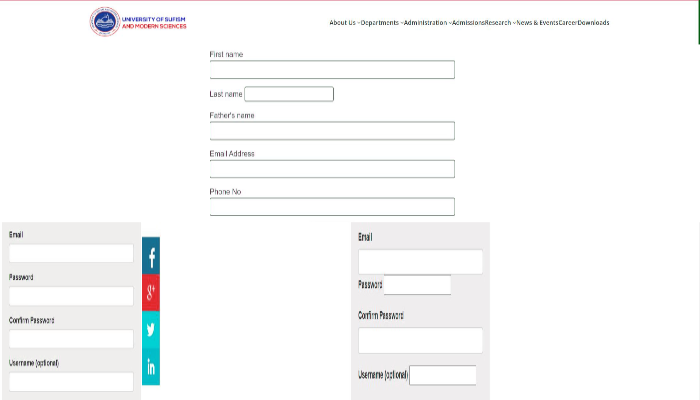 UNIVERSITY OF SUFISM
AND MODERN SCIENCES
About Us Departments Administration Admissions Research News & Events Career Downloads
First name
Last name
Father's name
Email Address
Phone No
Email
Password
Confirm Password
Username (optional)
f
g+
in
Email
Password
Confirm Password
Username (optional)